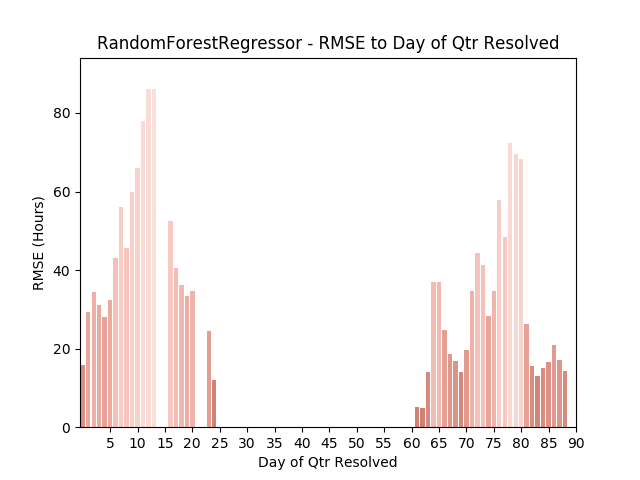 RandomForestRegressor - RMSE to Day of Qtr Resolved
80
60
40
20
0
RMSE (Hours)
5 10 15 20 25 30 35 40 45 50 55 60 65 70 75 80 85 90
Day of Qtr Resolved